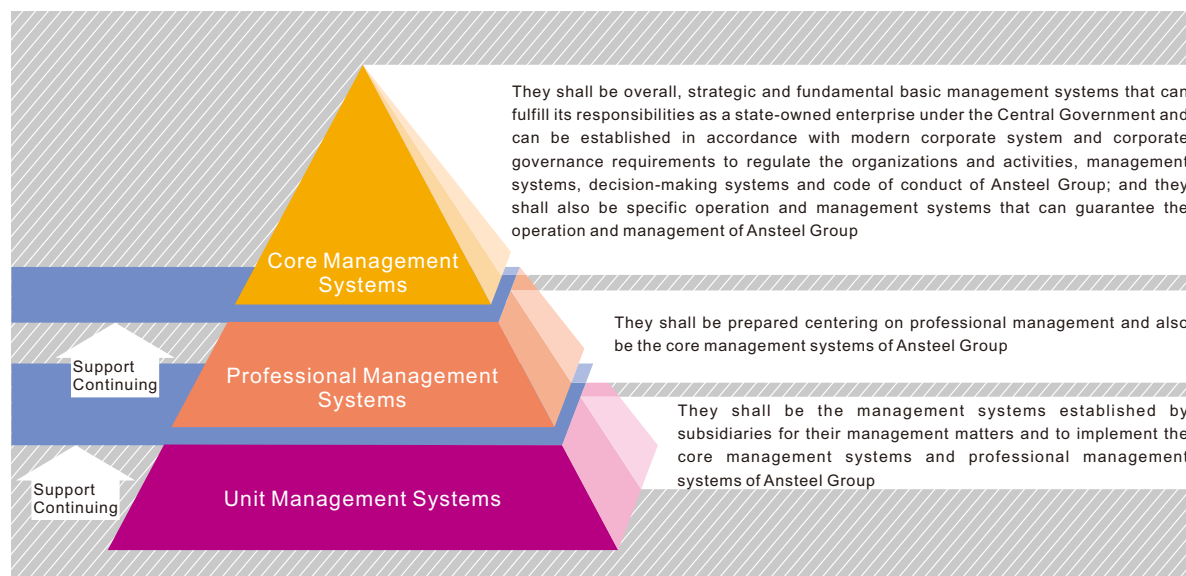 They shall be overall, strategic and fundamental basic management systems that can
fulfill its responsibilities as a state-owned enterprise under the Central Government and
can be established in accordance with modern corporate system and corporate
governance requirements to regulate the organizations and activities, management
systems, decision-making systems and code of conduct of Ansteel Group; and they
shall also be specific operation and management systems that can guarantee the
operation and management of Ansteel Group
Core Management
Systems
They shall be prepared centering on professional management and also
be the core management systems of Ansteel Group
Support
Continuing
Professional Management
Systems
They shall be the management systems established by
subsidiaries for their management matters and to implement the
core management systems and professional management
systems of Ansteel Group
Support
Continuing
Unit Management Systems